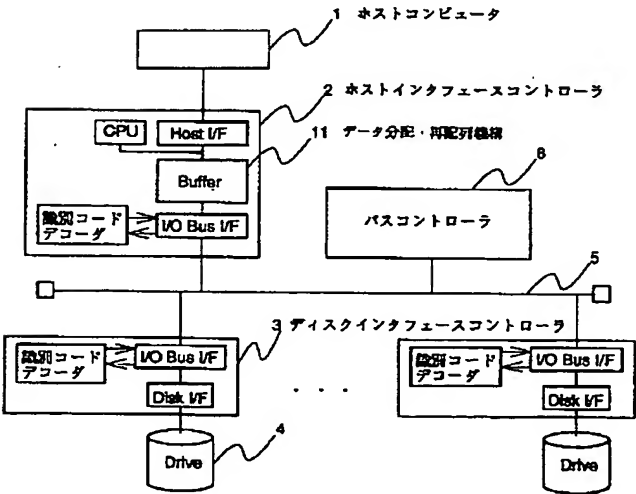 1 ホストコンピュータ
2 ホストインタフェースコントローラ
CPU
Host I/F
11 データ分配・再配列機構
Buffer
識別コード
デコーダ
I/O Bus I/F
8
バスコントローラ
5
3 ディスクインタフェースコントローラ
識別コード
デコーダ
I/O Bus I/F
Disk I/F
4
Drive
. . .
識別コード
デコーダ
I/O Bus I/F
Disk I/F
Drive